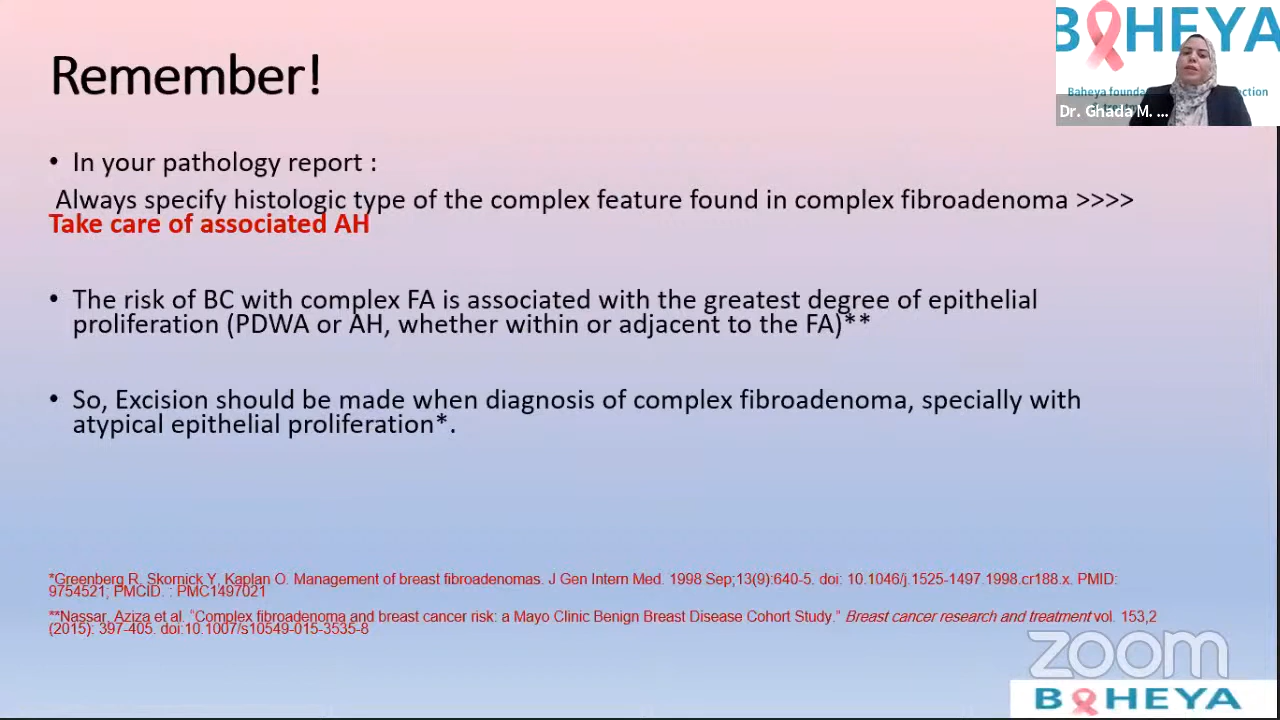 BAHEYA
Remember!
Baheya founda ection
Dr. Ghada M. ...
• In your pathology report :
Always specify histologic type of the complex feature found in complex fibroadenoma >>>>
Take care of associated AH
• The risk of BC with complex FA is associated with the greatest degree of epithelial
proliferation (PDWA or AH, whether within or adjacent to the FA)**
• So, Excision should be made when diagnosis of complex fibroadenoma, specially with
atypical epithelial proliferation*.
*Greenberg R, Skornick Y, Kaplan O. Management of breast fibroadenomas. J Gen Intern Med. 1998 Sep;13(9):640-5. doi: 10.1046/j.1525-1497.1998.cr188.x. PMID:
9754521; PMCID. : PMC1497021
**Nassar, Aziza et al. “Complex fibroadenoma and breast cancer risk: a Mayo Clinic Benign Breast Disease Cohort Study.” Breast cancer research and treatment vol. 153,2
(2015): 397-405. doi:10.1007/s10549-015-3535-8
zoom
BAHEYA